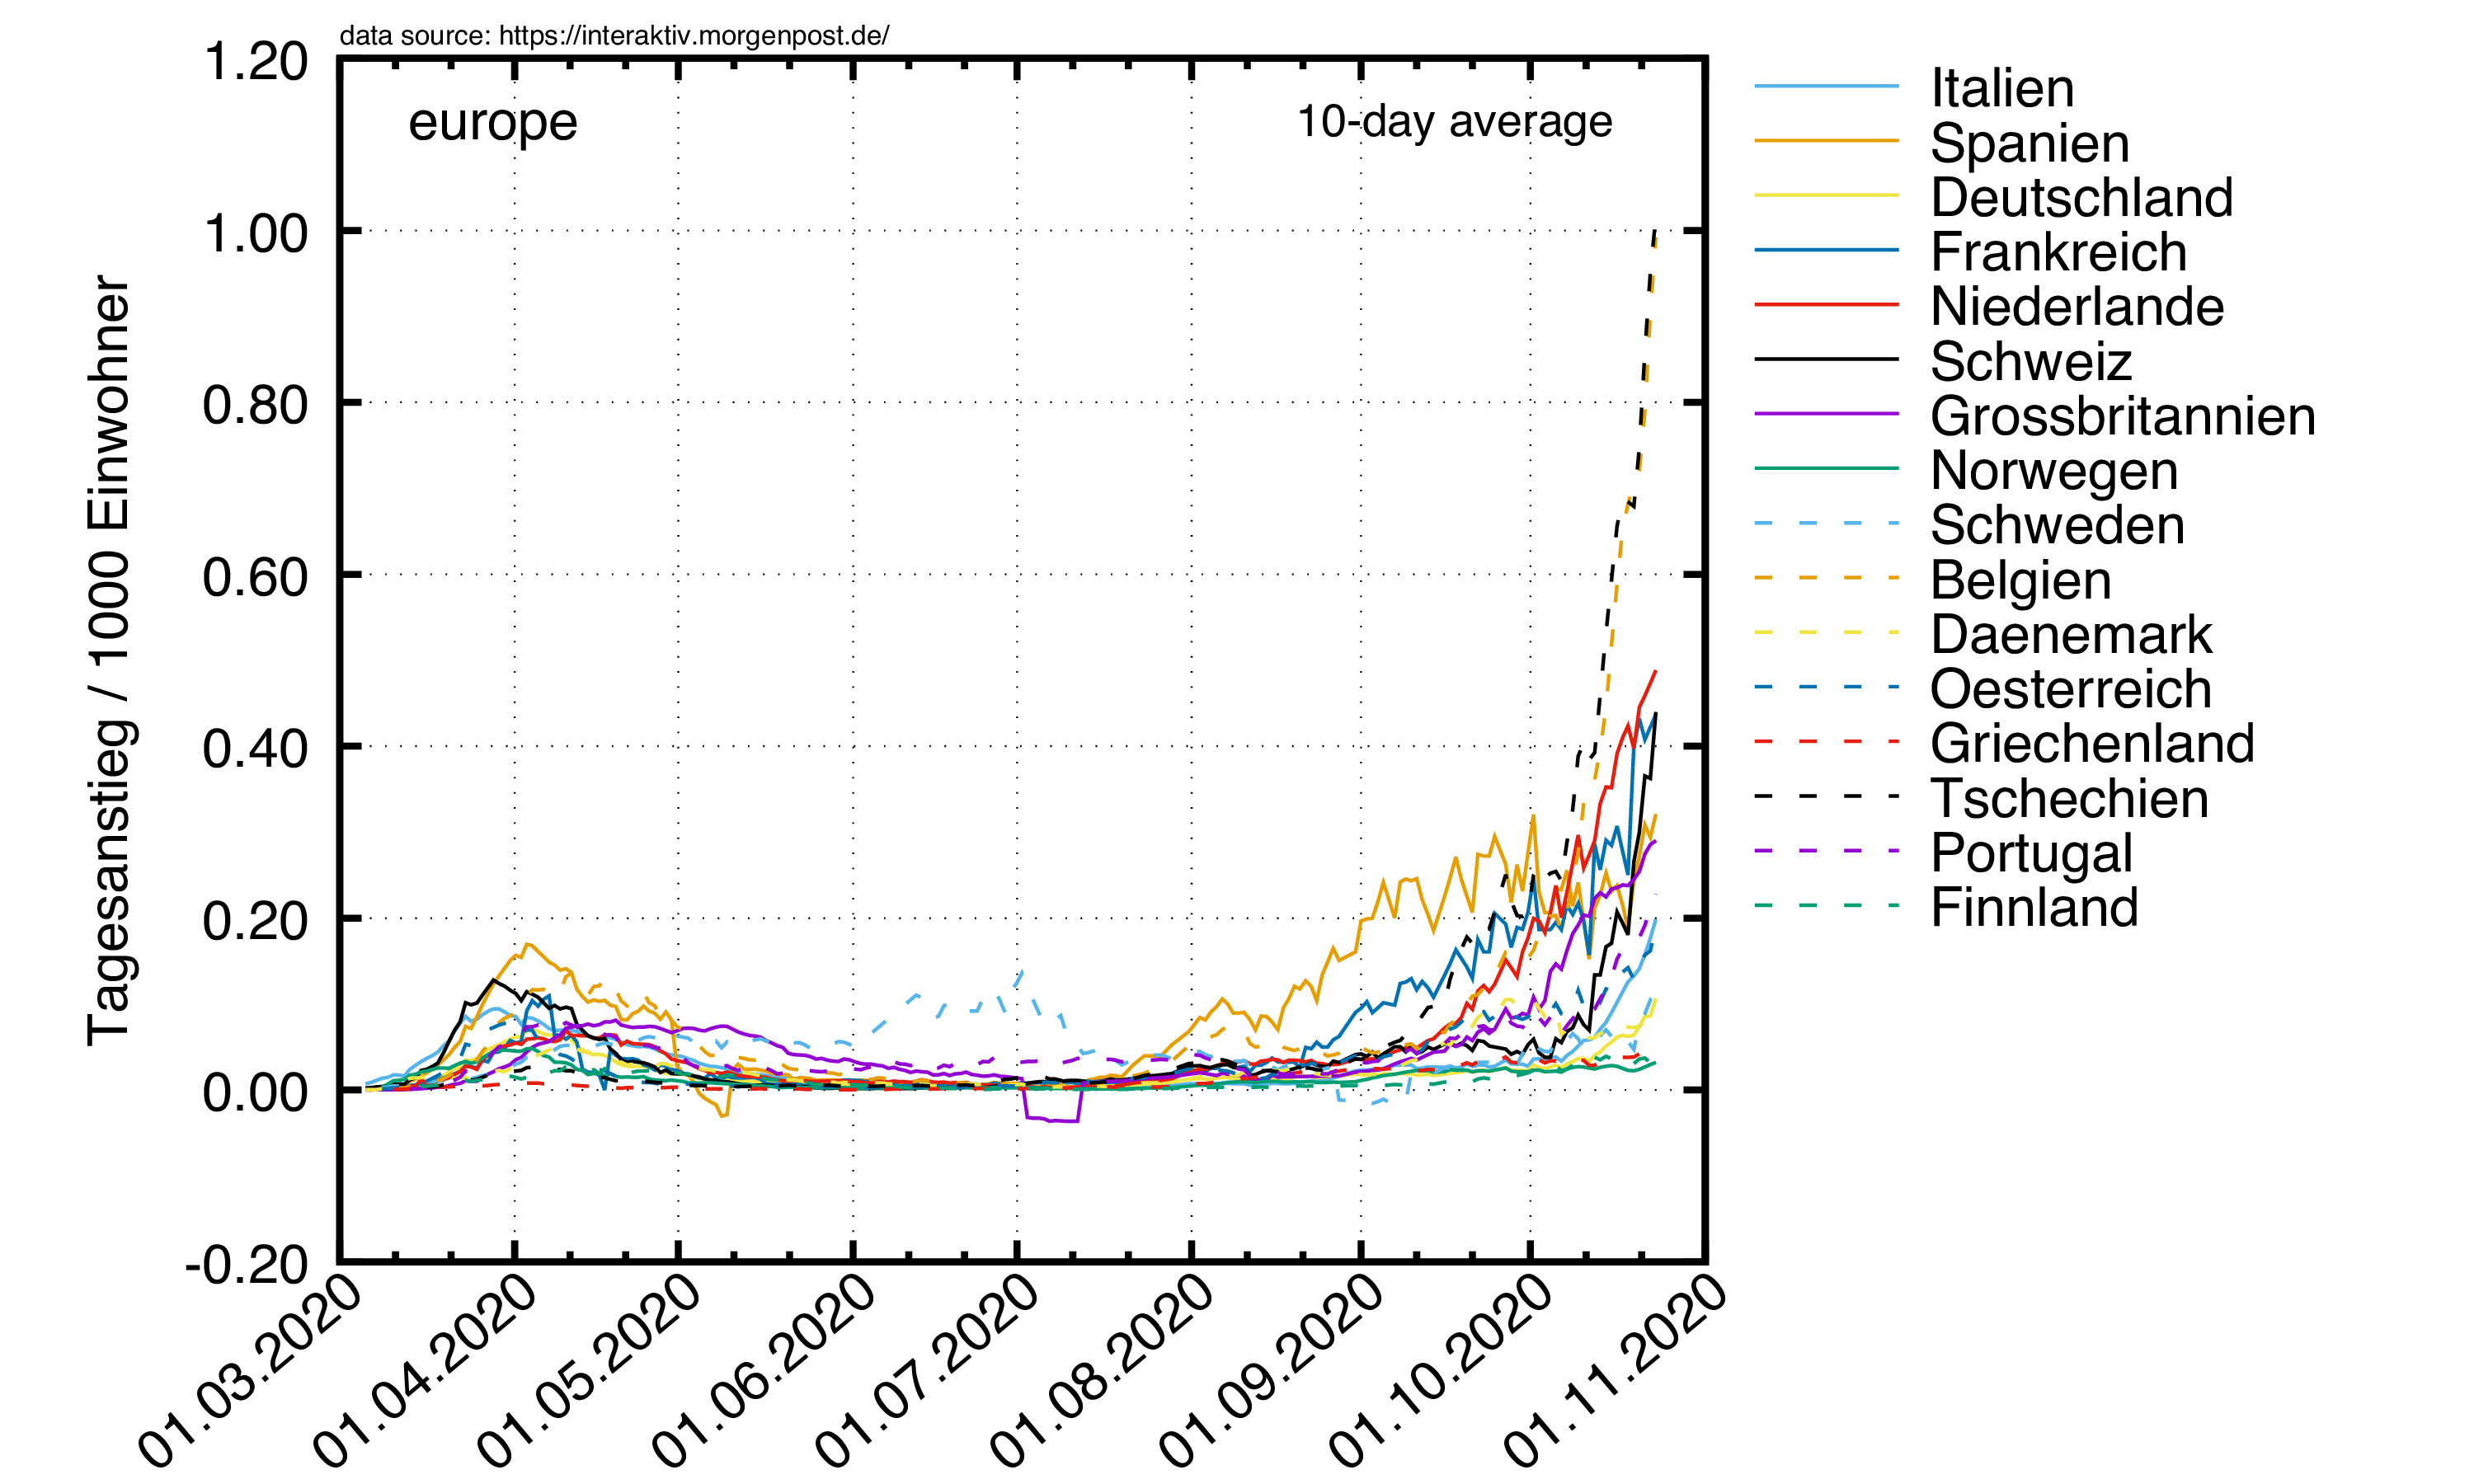 data source: https://interaktiv.morgenpost.de/
europe
10-day average
Tagesanstieg / 1000 Einwohner
1.20
1.00
0.80
0.60
0.40
0.20
0.00
-0.20
01.03.2020
01.04.2020
01.05.2020
01.06.2020
01.07.2020
01.08.2020
01.09.2020
01.10.2020
01.11.2020
Italien
Spanien
Deutschland
Frankreich
Niederlande
Schweiz
Grossbritannien
Norwegen
Schweden
Belgien
Daenemark
Oesterreich
Griechenland
Tschechien
Portugal
Finnland